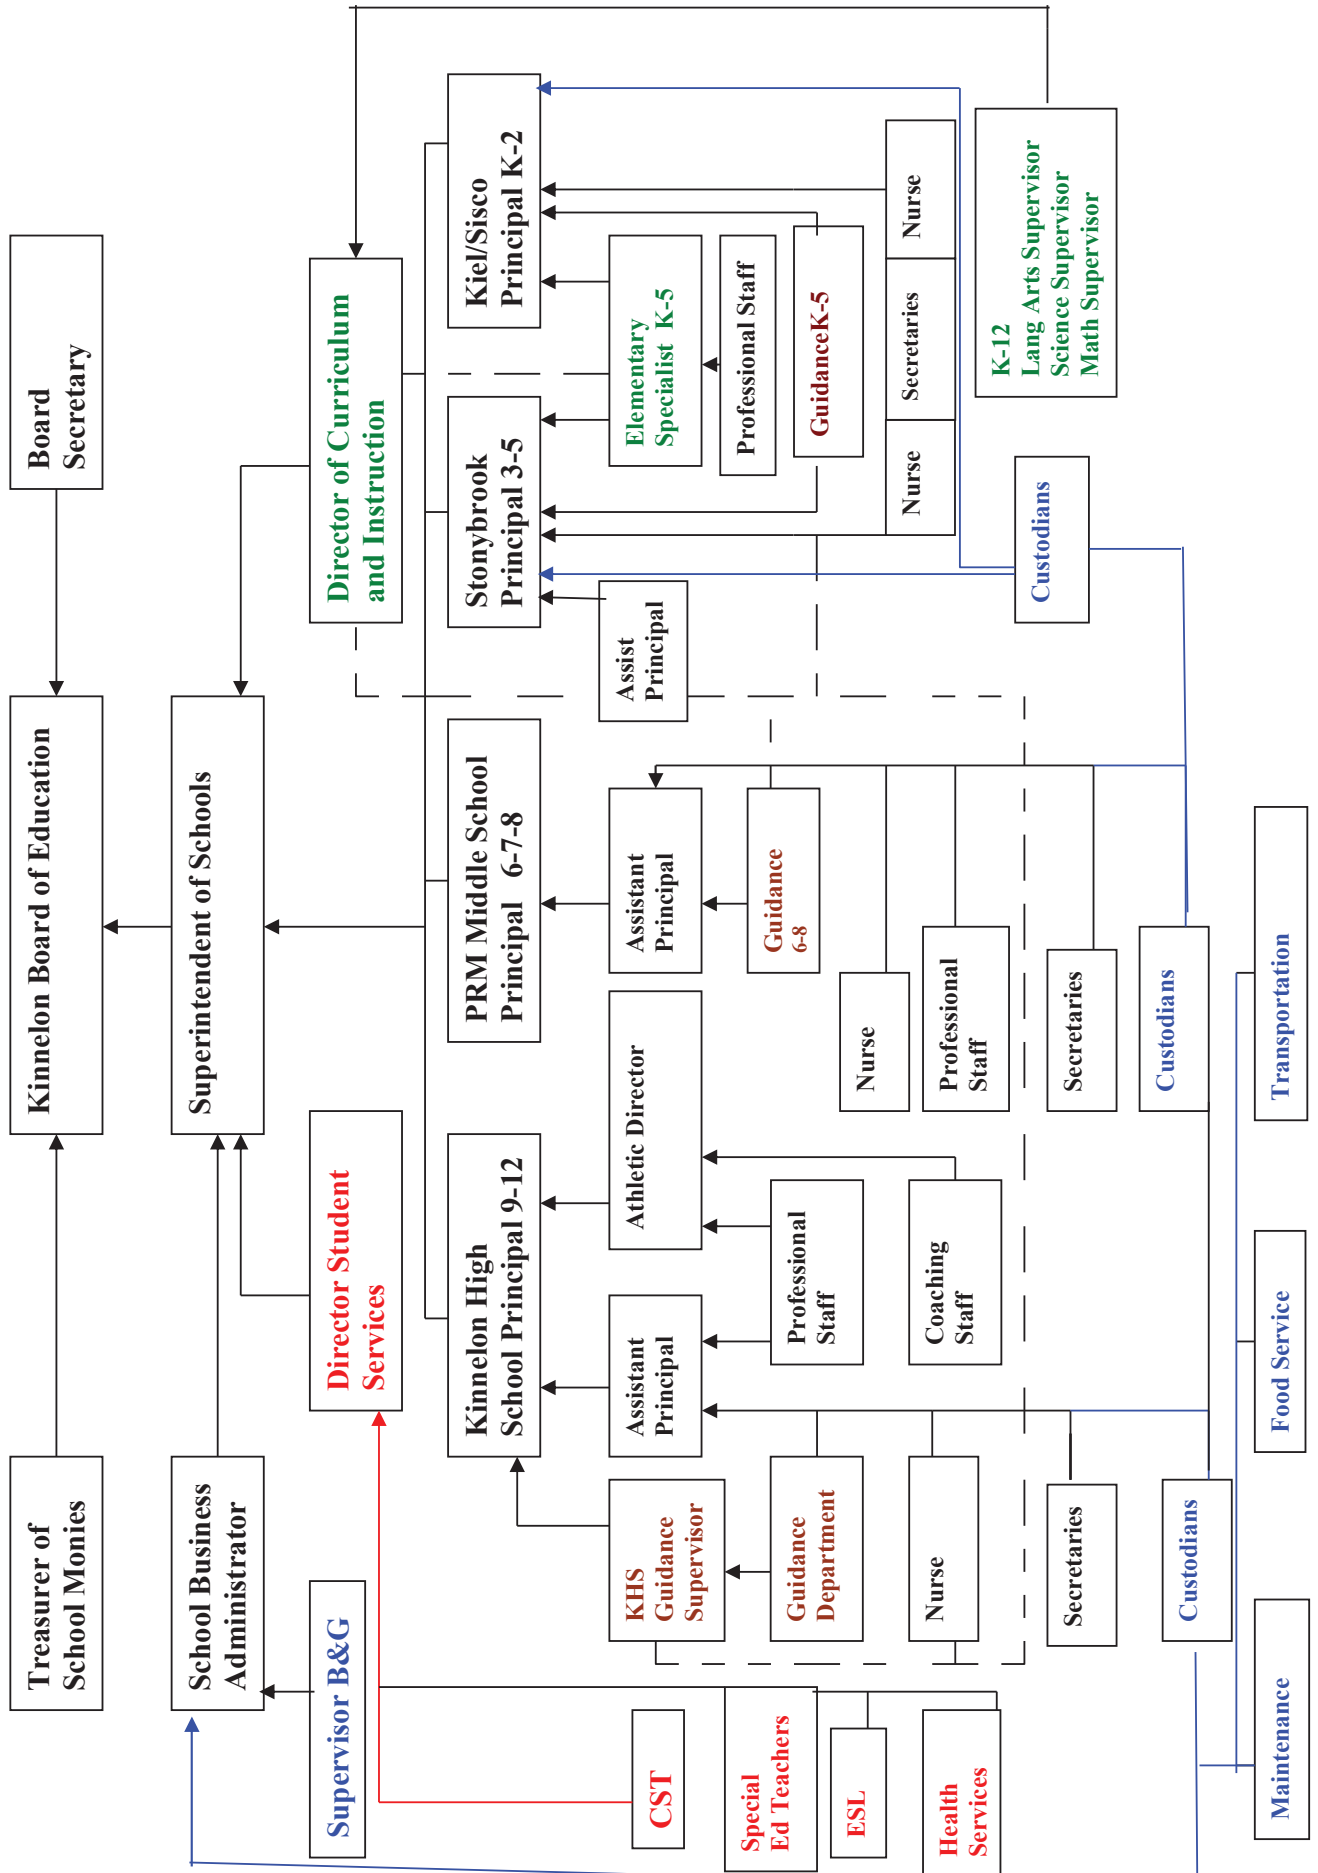 Treasurer of
School Monies
Kinnelon Board of Education
Board
Secretary
School Business
Administrator
Superintendent of Schools
Supervisor B&G
Director Student
Services
Director of Curriculum
and Instruction
Kinnelon High
School Principal 9-12
PRM Middle School
Principal 6-7-8
Stonybrook
Principal 3-5
Kiel/Sisco
Principal K-2
KHS
Guidance
Supervisor
Assistant
Principal
Athletic Director
Assistant
Principal
Assist
Principal
Elementary
Specialist K-5
CST
Special
Ed Teachers
ESL
Health
Services
Guidance
Department
Professional
Staff
Guidance
6-8
Professional Staff
GuidanceK-5
Nurse
Coaching
Staff
Nurse
Professional
Staff
Nurse
Secretaries
Nurse
Secretaries
Secretaries
Custodians
K-12
Lang Arts Supervisor
Science Supervisor
Math Supervisor
Custodians
Custodians
Maintenance
Food Service
Transportation